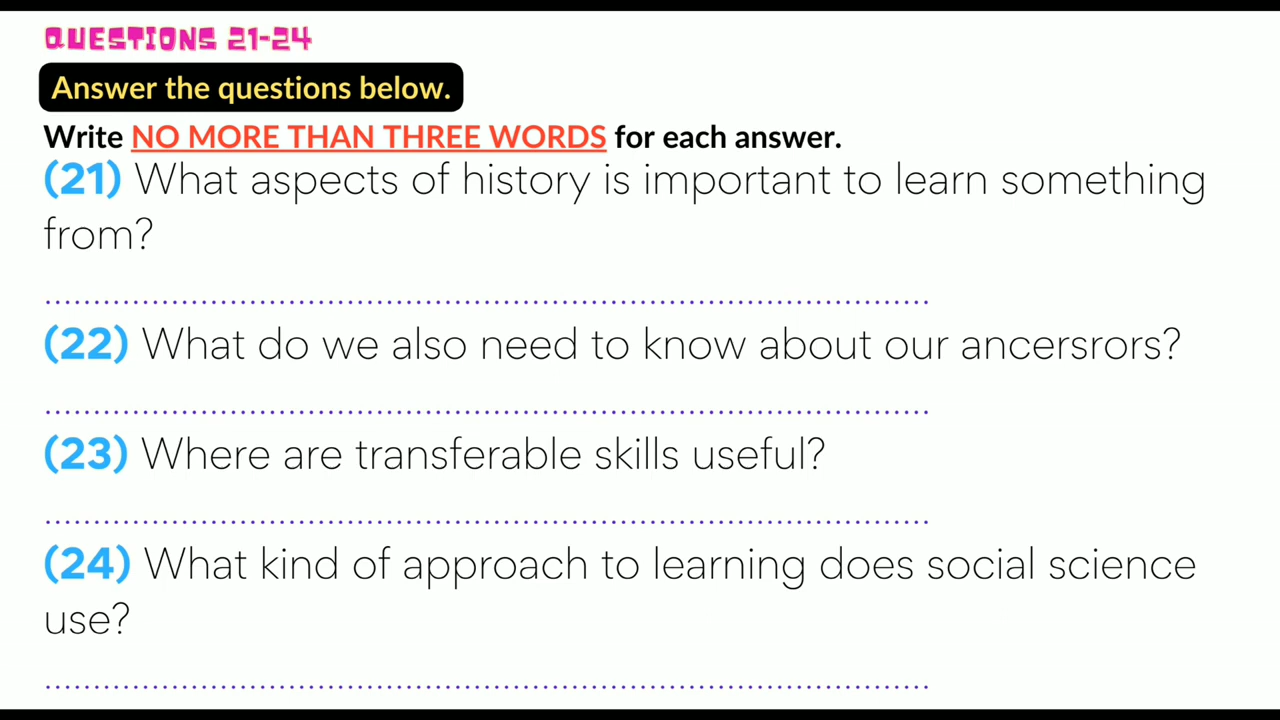 QUESTIONS 21-24
Answer the questions below.
Write NO MORE THAN THREE WORDS for each answer.
(21) What aspects of history is important to learn something
from?
..........................................................................................
(22) What do we also need to know about our ancersrors?
..........................................................................................
(23) Where are transferable skills useful?
..........................................................................................
(24) What kind of approach to learning does social science
use?
..........................................................................................